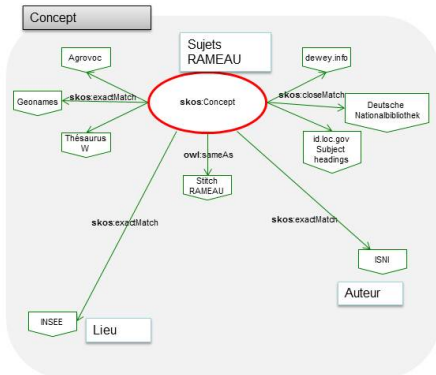 Concept
Sujets
RAMEAU
Agrovoc
dewey.info
Geonames
skos:exactMatch
skos:Concept
skos:closeMatch
Deutsche
Nationalbibliothek
Thésaurus
W
id.loc.gov
Subject
headings
owl:sameAs
Stitch
RAMEAU
skos:exactMatch
skos:exactMatch
ISNI
Auteur
INSEE
Lieu